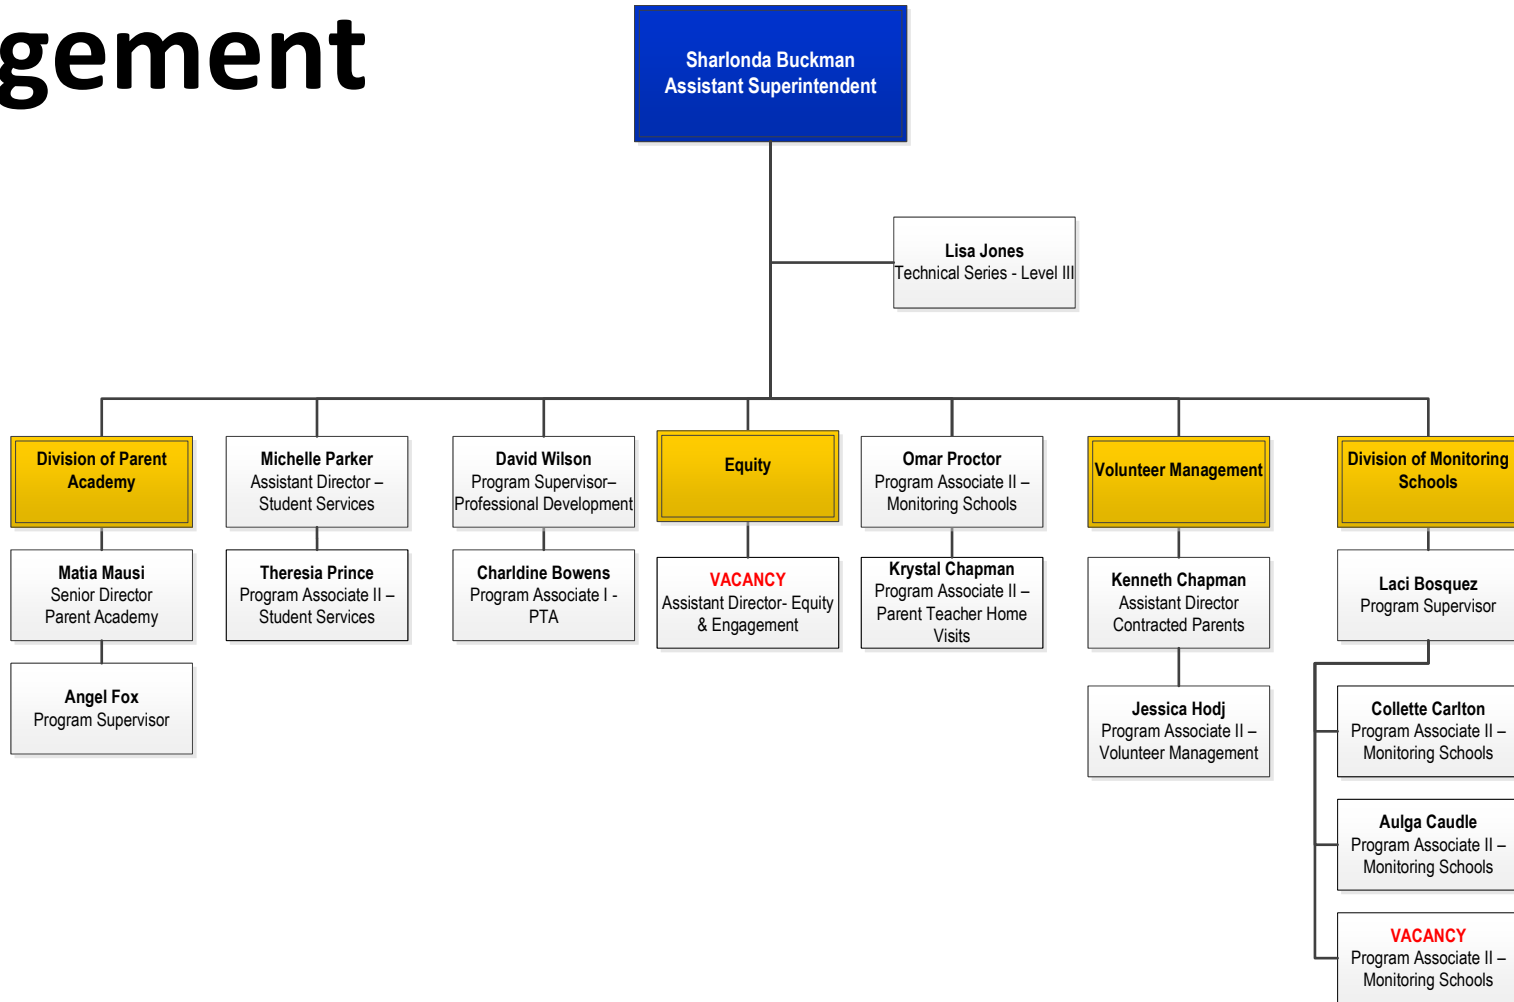 gement
Sharlonda Buckman
Assistant Superintendent
Lisa Jones
Technical Series - Level III
Division of Parent
Academy
Matia Mausi
Senior Director
Parent Academy
Angel Fox
Program Supervisor
Michelle Parker
Assistant Director –
Student Services
Theresia Prince
Program Associate II –
Student Services
David Wilson
Program Supervisor–
Professional Development
Charldine Bowens
Program Associate I -
PTA
Equity
VACANCY
Assistant Director- Equity
& Engagement
Omar Proctor
Program Associate II –
Monitoring Schools
Krystal Chapman
Program Associate II –
Parent Teacher Home
Visits
Volunteer Management
Kenneth Chapman
Assistant Director
Contracted Parents
Jessica Hodj
Program Associate II –
Volunteer Management
Division of Monitoring
Schools
Laci Bosquez
Program Supervisor
Collette Carlton
Program Associate II –
Monitoring Schools
Aulga Caudle
Program Associate II –
Monitoring Schools
VACANCY
Program Associate II –
Monitoring Schools